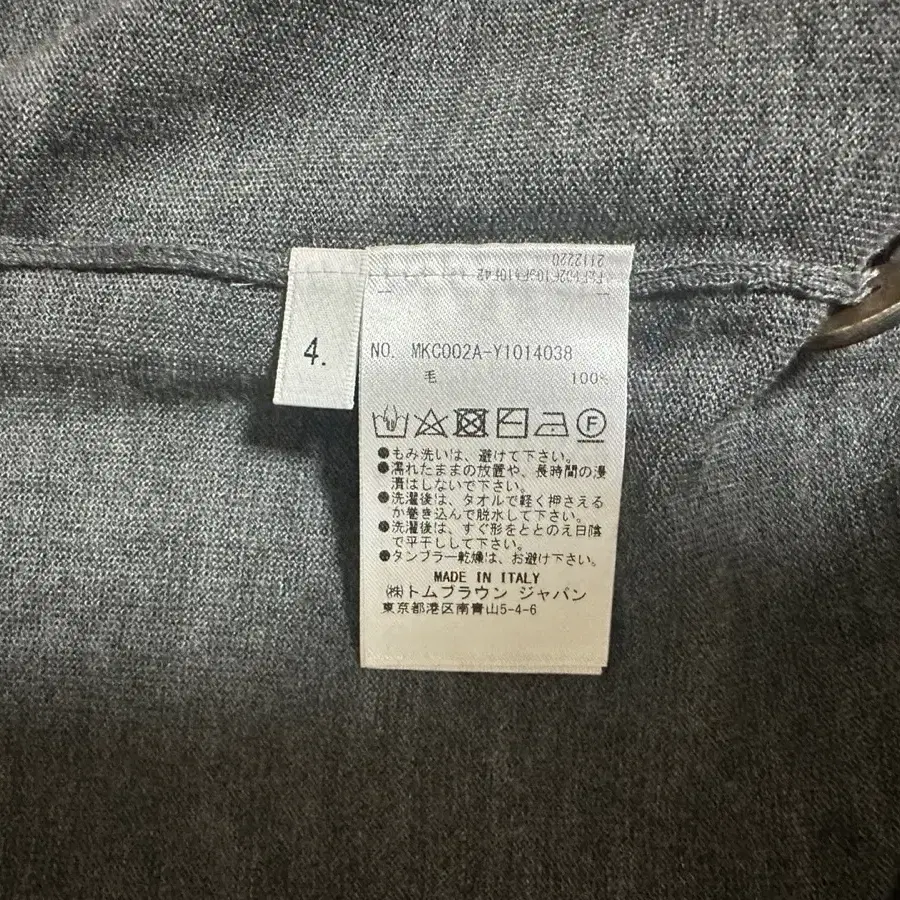 2112220
4.
NO. MKC002A-Y1014038
毛 100%
F
●もみ洗いは、避けて下さい。
●濡れたままの放置や、長時間の浸
漬はしないで下さい。
●洗濯後は、タオルで軽く押さえる
か巻き込んで脱水して下さい。
●洗濯後は、すぐ形をととのえ日陰
で平干しして下さい。
●タンブラー乾燥は、お避け下さい。
MADE IN ITALY
㈱トムブラウン ジャパン
東京都港区南青山5-4-6